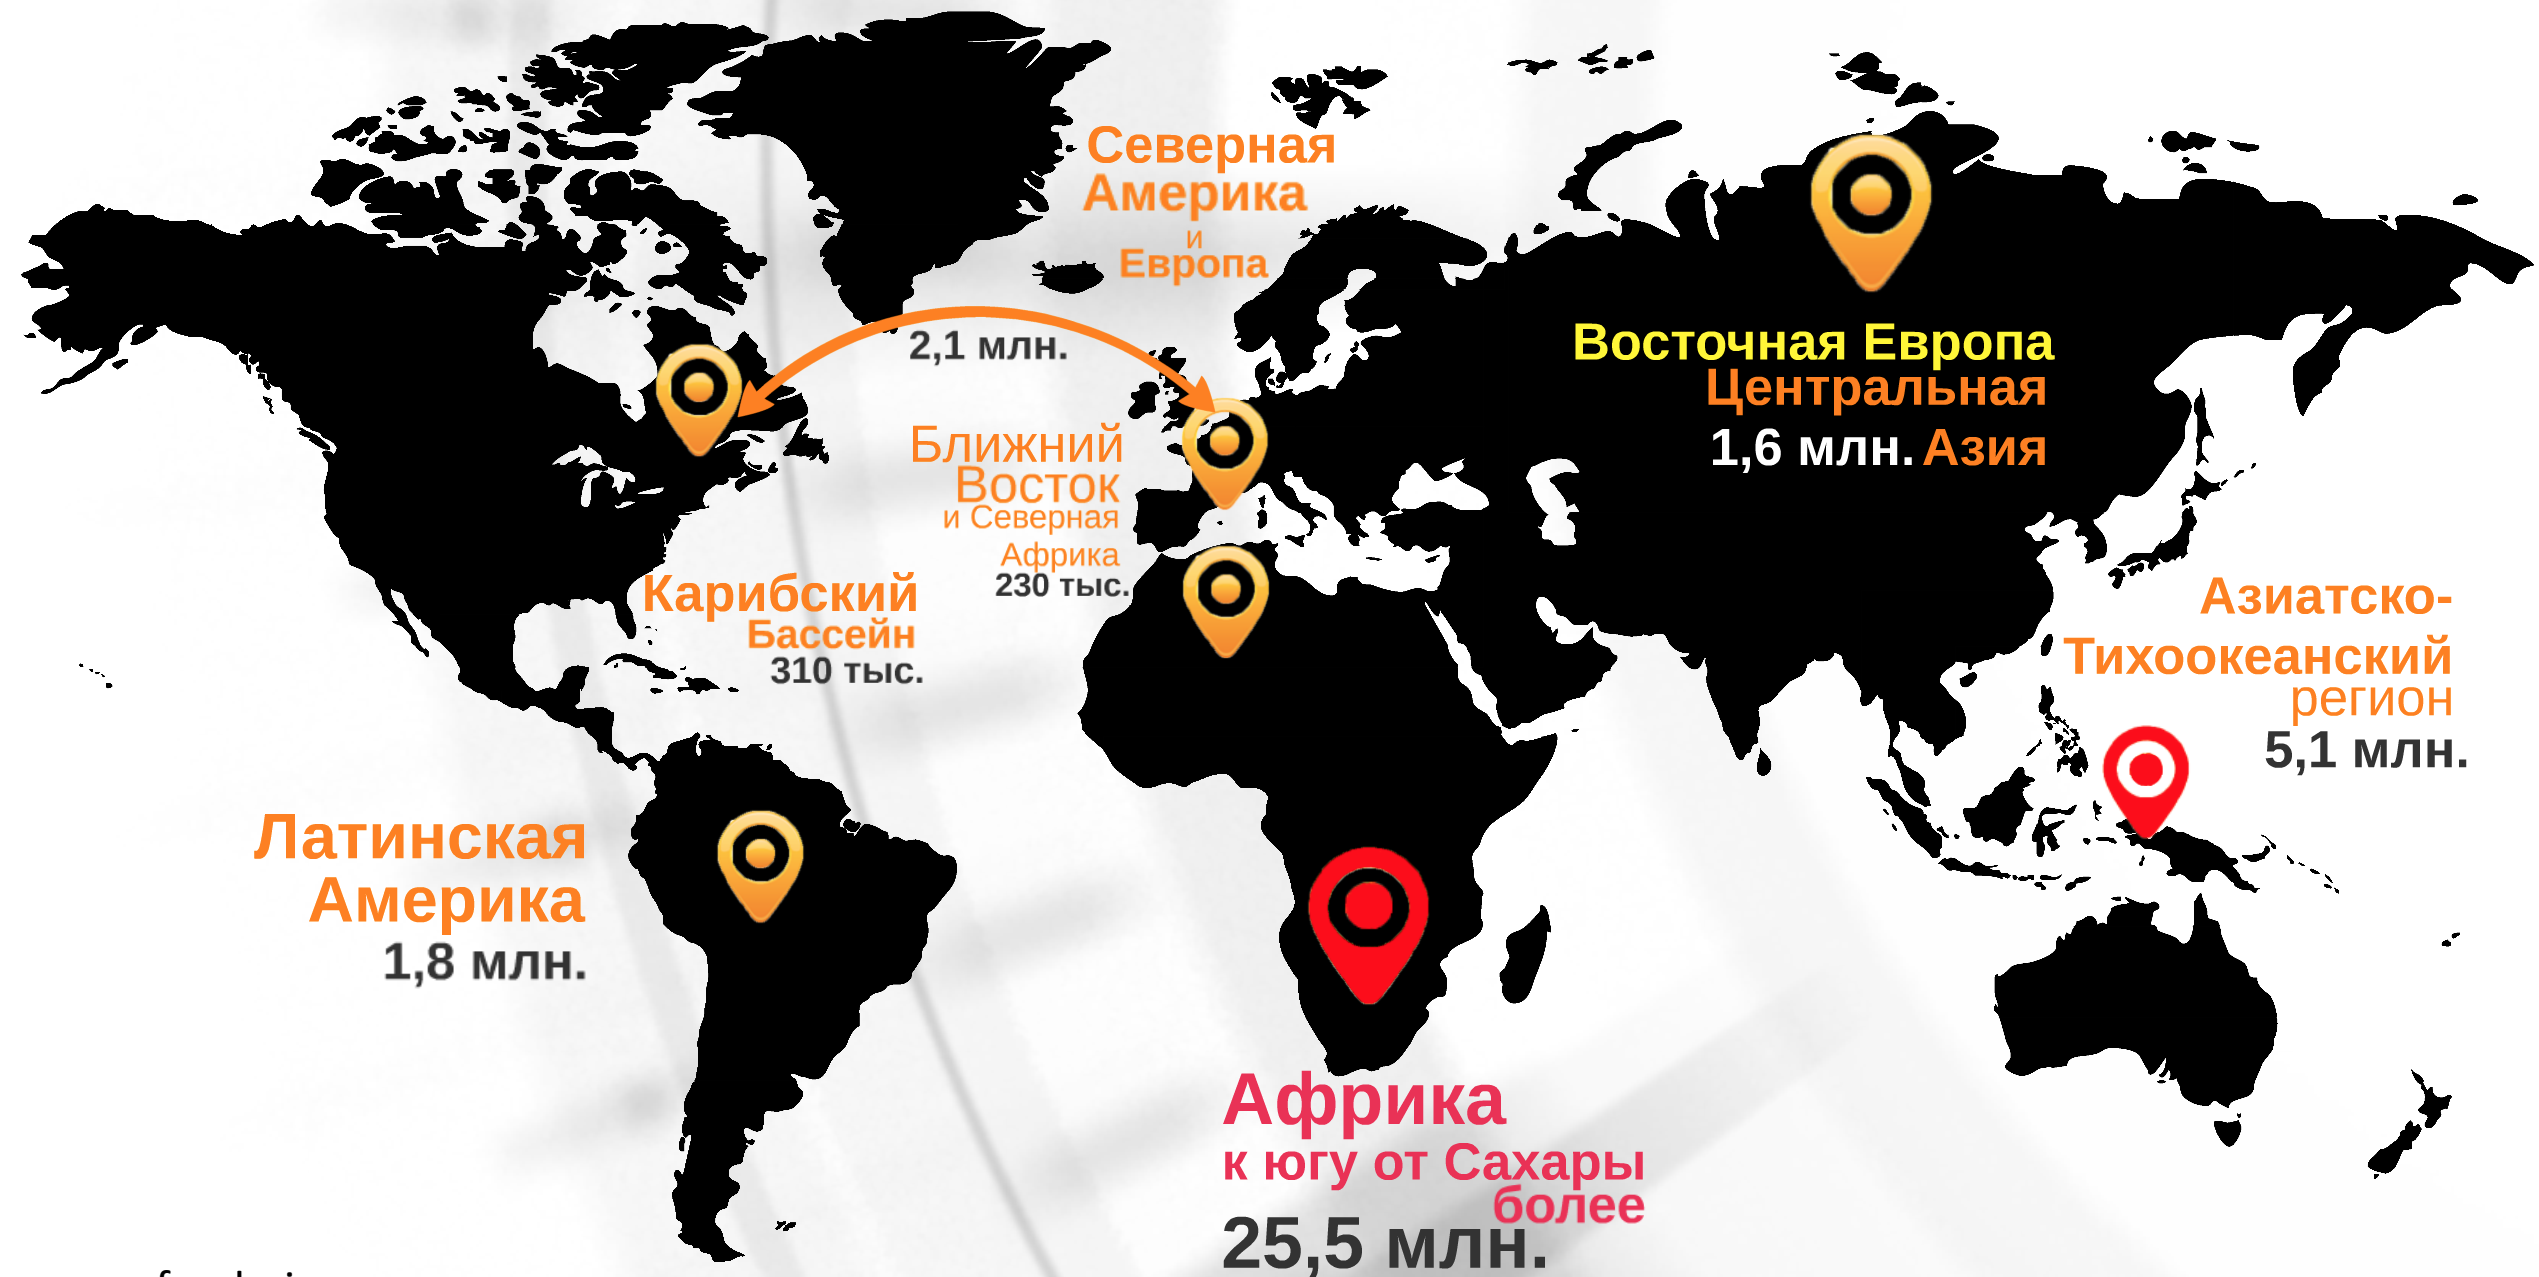 Северная
Америка
и
Европа
2,1 млн.
Восточная Европа
Центральная
1,6 млн. Азия
Ближний
Восток
и Северная
Африка
230 тыс.
Карибский
Бассейн
310 тыс.
Азиатско-
Тихоокеанский
регион
5,1 млн.
Латинская
Америка
1,8 млн.
Африка
к югу от Сахары
более
25,5 млн.